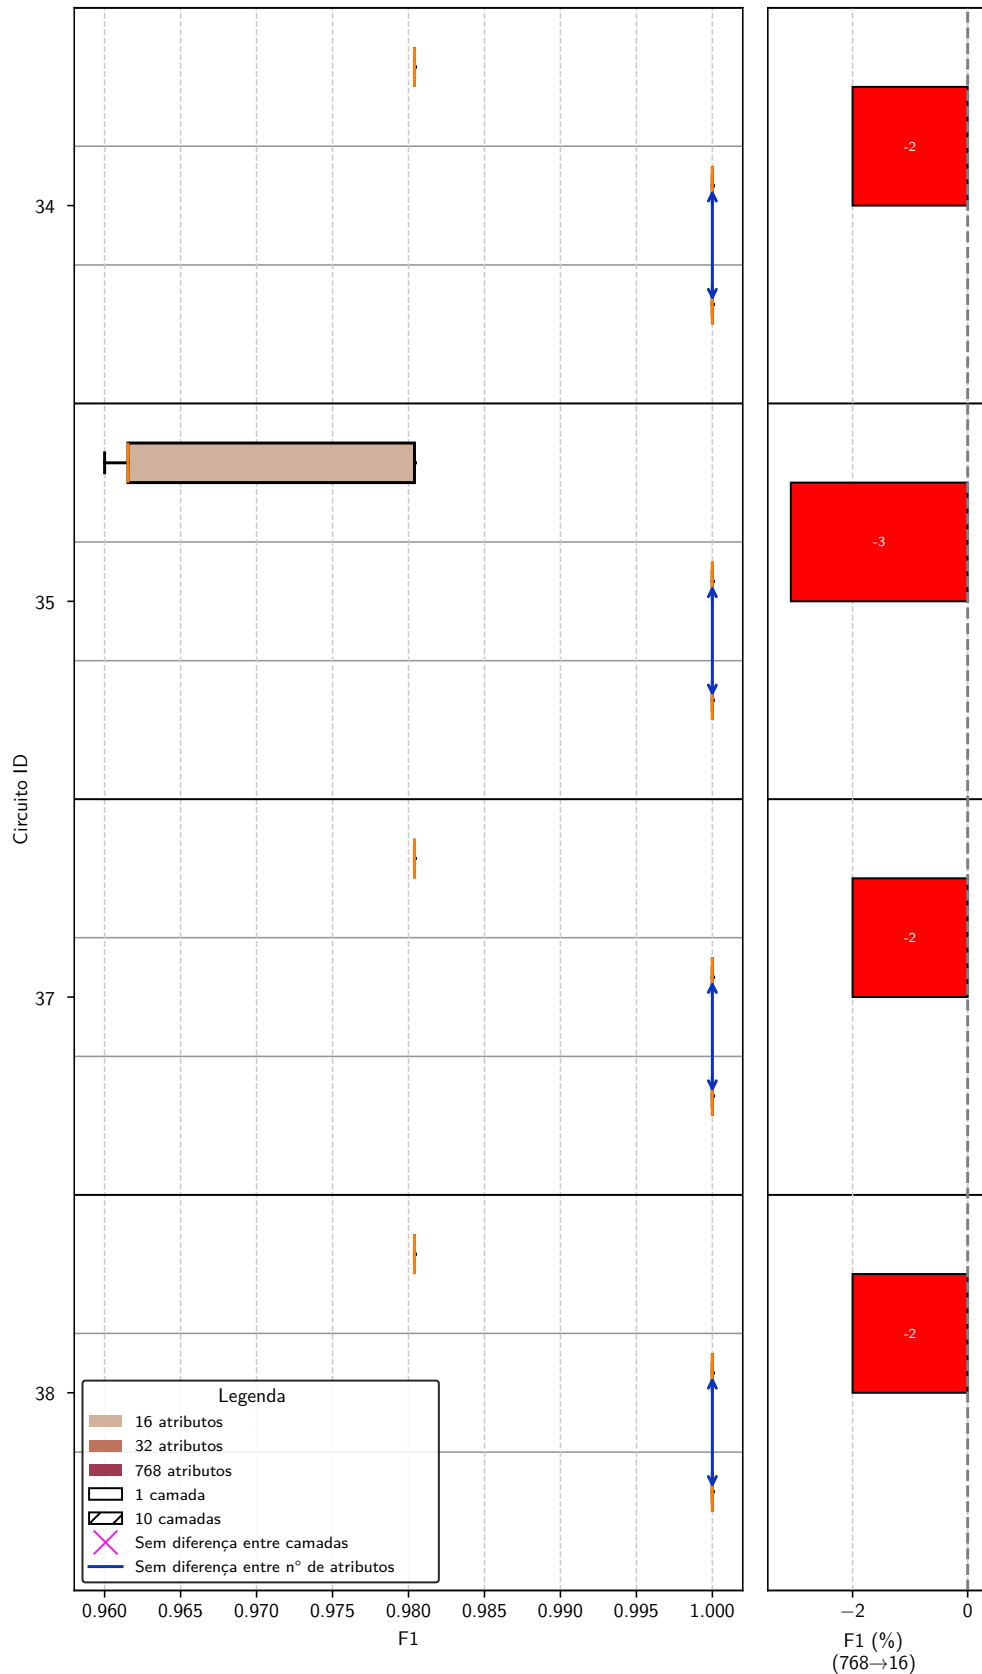 Circuito ID
34
35
37
38
-2
-3
-2
-2
Legenda
16 atributos
32 atributos
768 atributos
1 camada
10 camadas
Sem diferença entre camadas
Sem diferença entre n° de atributos
0.960 0.965 0.970 0.975 0.980 0.985 0.990 0.995 1.000
F1
−2 0
F1 (%)
(768→16)